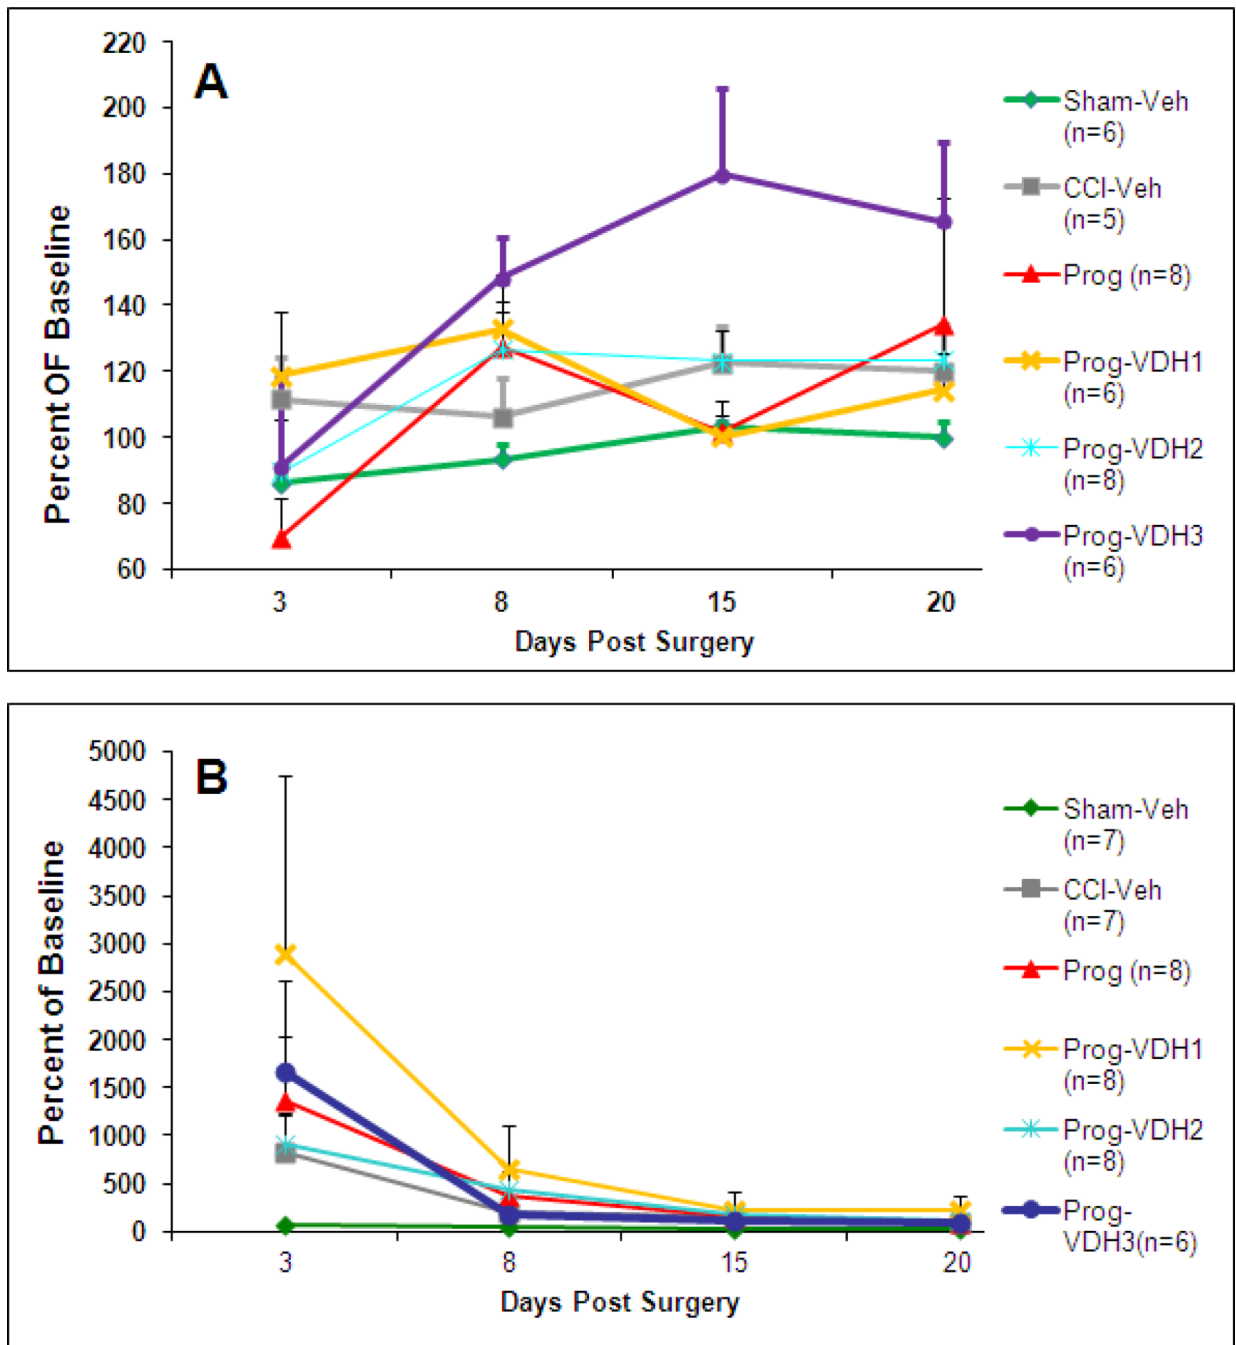 A
Percent OF Baseline
220
200
180
160
140
120
100
80
60
3 8 15 20
Days Post Surgery
Sham-Veh
(n=6)
CCI-Veh
(n=5)
Prog (n=8)
Prog-VDH1
(n=6)
Prog-VDH2
(n=8)
Prog-VDH3
(n=6)
B
Percent of Baseline
5000
4500
4000
3500
3000
2500
2000
1500
1000
500
0
3 8 15 20
Days Post Surgery
Sham-Veh
(n=7)
CCI-Veh
(n=7)
Prog (n=8)
Prog-VDH1
(n=8)
Prog-VDH2
(n=8)
Prog-
VDH3(n=6)